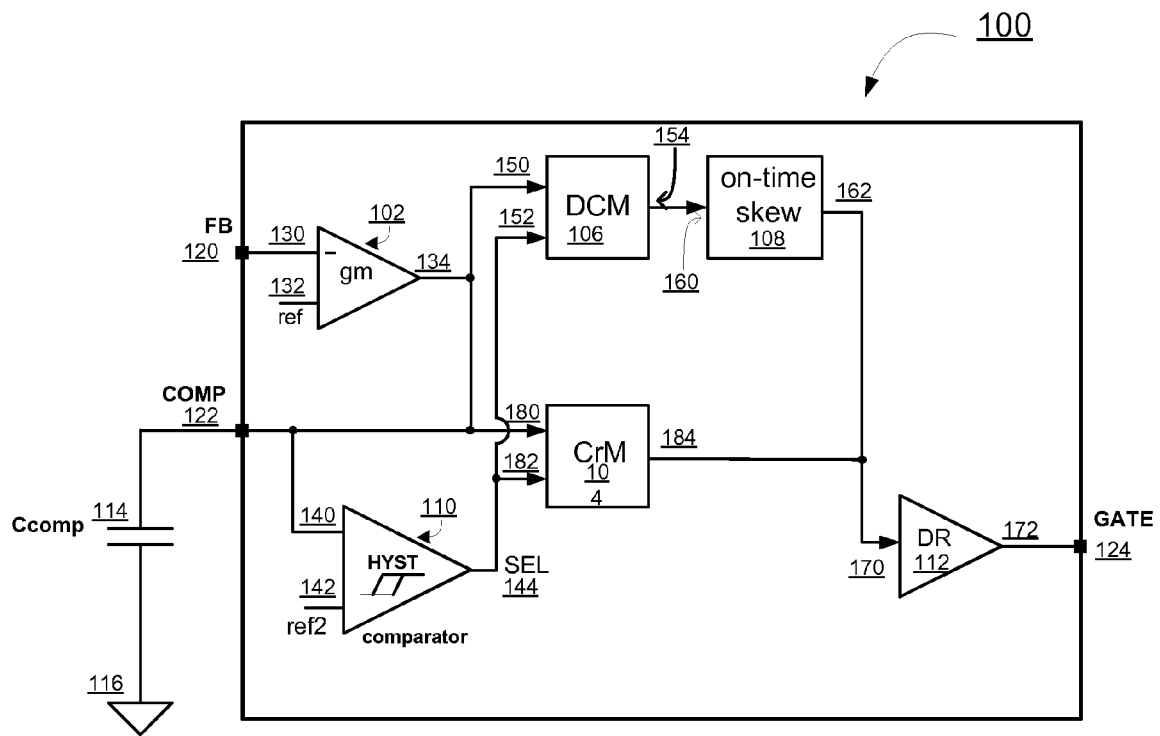 100
154
150
DCM
106
on-time
skew
108
162
152
160
FB
120
130
102
−
gm
134
132
ref
COMP
122
180
CrM
10
4
184
182
Ccomp
114
140
110
HYST
142
ref2
comparator
SEL
144
DR
112
170
172
GATE
124
116